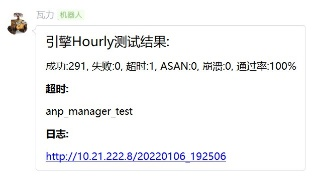 瓦力 机器人
引擎Hourly测试结果:
成功:291, 失败:0, 超时:1, ASAN:0, 崩溃:0, 通过率:100%
超时:
anp_manager_test
日志:
http://10.21.222.8/20220106_192506